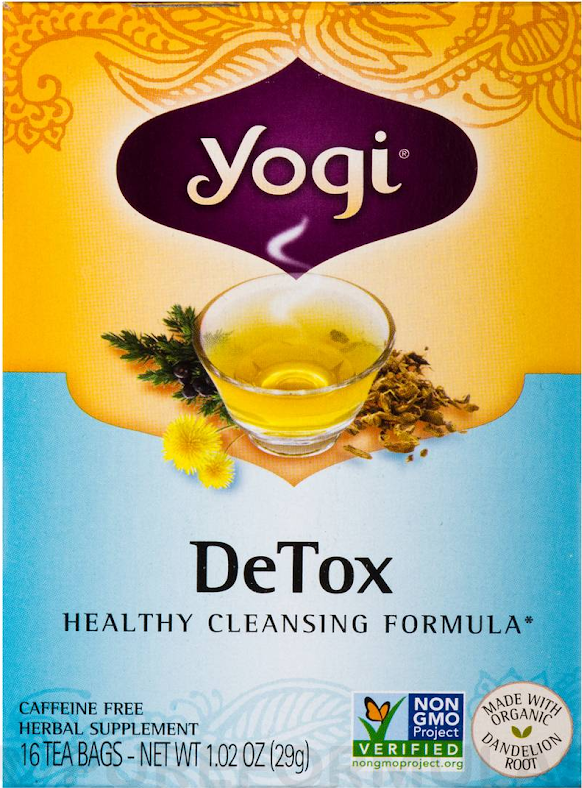 yogi®
DeTox
HEALTHY CLEANSING FORMULA*
CAFFEINE FREE
HERBAL SUPPLEMENT
16 TEA BAGS – NET WT 1.02 OZ (29g)
NON
GMO
Project
VERIFIED
nongmoproject.org
MADE WITH
ORGANIC
DANDELION
ROOT